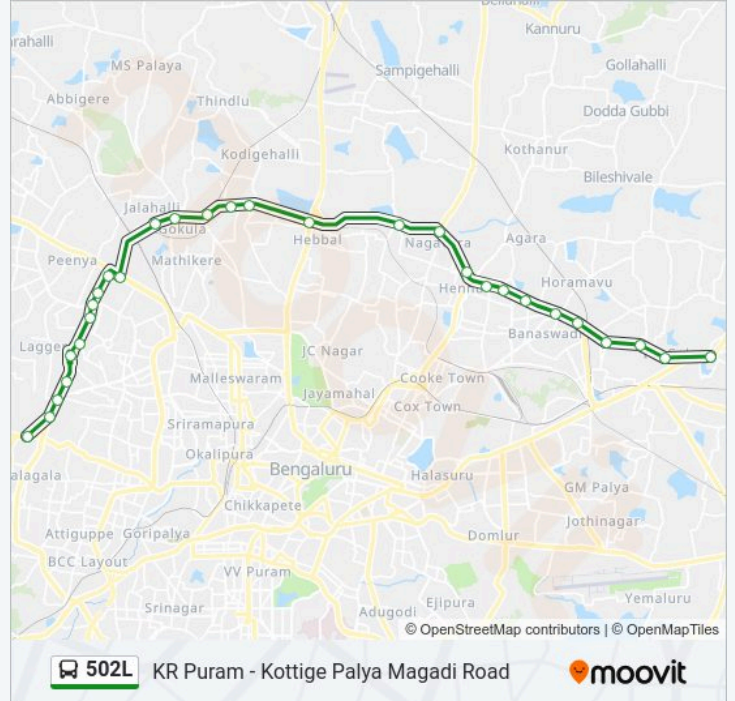 Dellahalli
Kannuru
arahalli
MS Palaya
Sampigehalli
Gollahalli
Abbigere
Thindlu
Dodda Gubbi
Kodigehalli
Kothanur
Bileshivale
Jalahalli
Gokula
Hebbal
Agara
Peenya
Mathikere
Horamavu
Banaswadi
JC Nagar
Malleswaram
Cooke Town
Jayamahal
Cox Town
Sriramapura
Okalipura
Bengaluru
Halasuru
alagala
GM Palya
Chikkapete
Jothinagar
Attiguppe
Goripalya
Domlur
BCC Layout
VV Puram
Yemaluru
Srinagar
Adugodi
Ejipura
© OpenStreetMap contributors | © OpenMapTiles
502L
KR Puram - Kottige Palya Magadi Road
moovit